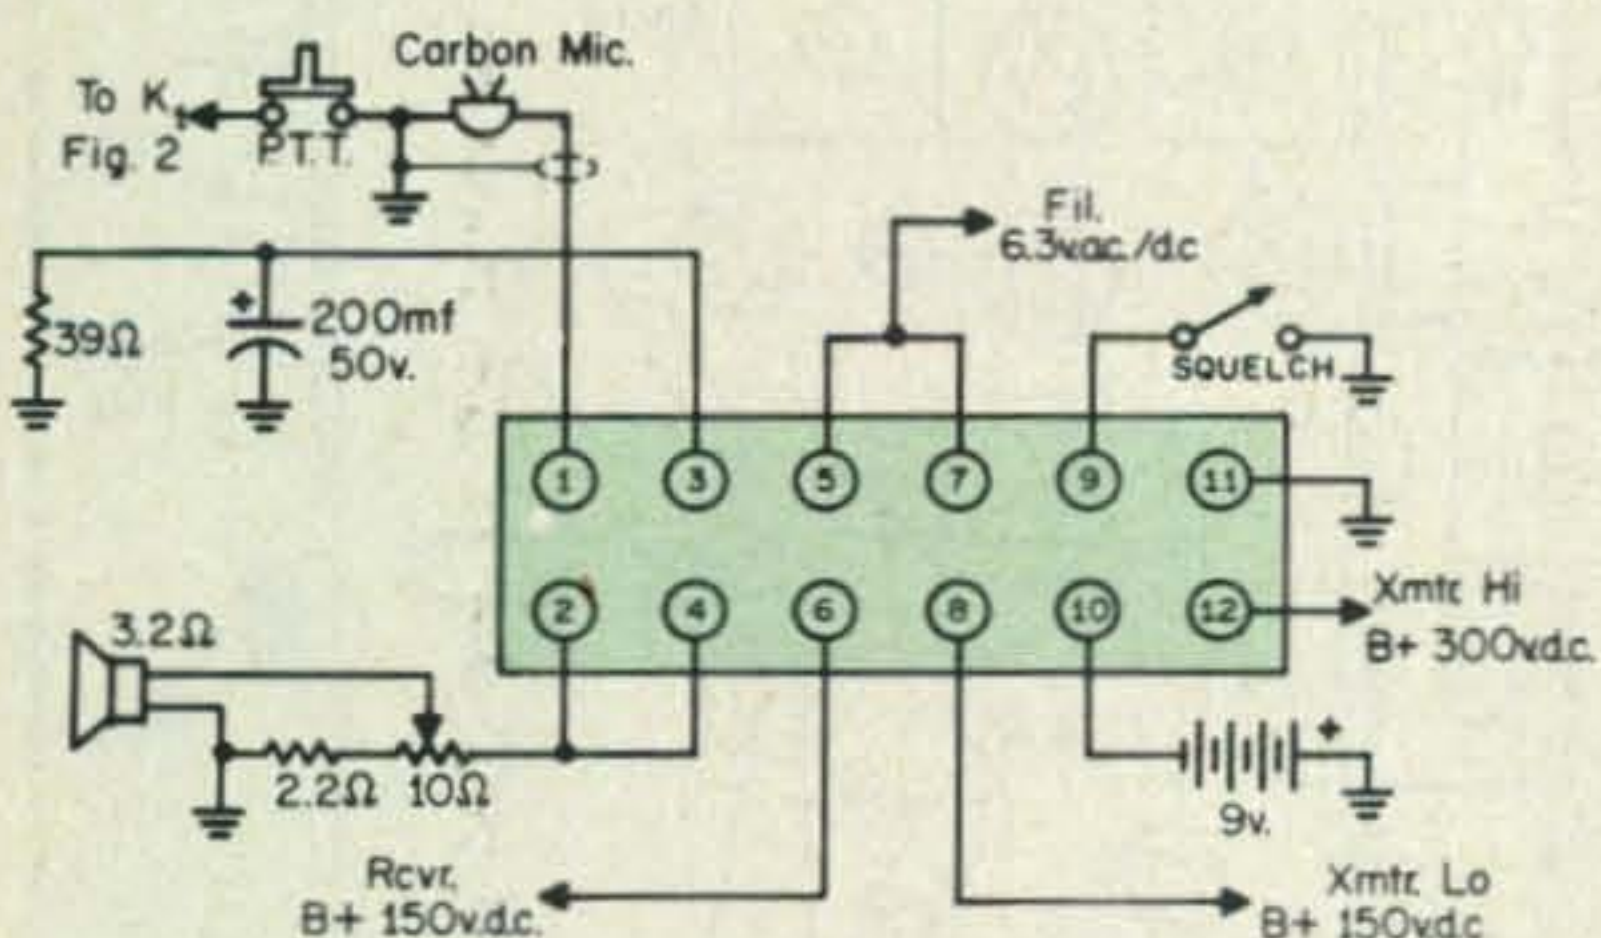 Carbon Mic.
To K1
Fig. 2
P.T.T.
Fil.
6.3v.ac./d.c
39Ω
+
200mf
50v.
SQUELCH
1
3
5
7
9
11
2
4
6
8
10
12
Xmtr. Hi
B+ 300v.d.c.
3.2Ω
2.2Ω
10Ω
+
9v.
Rcvr.
B+ 150v.d.c.
Xmtr. Lo
B+ 150v.d.c